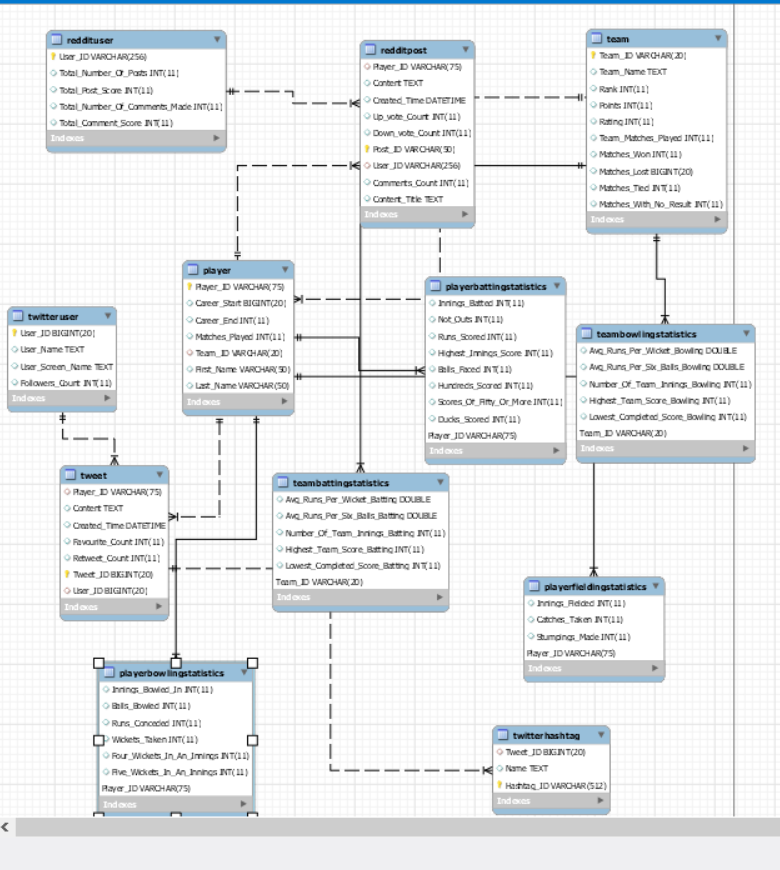 reddituser
User_ID VARCHAR(256)
Total_Number_Of_Posts INT(11)
Total_Post_Score INT(11)
Total_Number_Of_Comments_Made INT(11)
Total_Comment_Score INT(11)
Indexes
redditpost
Player_ID VARCHAR(75)
Content TEXT
Created_Time DATETIME
Up_vote_Count INT(11)
Down_vote_Count INT(11)
Post_ID VARCHAR(50)
User_ID VARCHAR(256)
Comments_Count INT(11)
Content_Title TEXT
Indexes
team
Team_ID VARCHAR(20)
Team_Name TEXT
Rank INT(11)
Points INT(11)
Rating INT(11)
Team_Matches_Played INT(11)
Matches_Won INT(11)
Matches_Lost BIGINT(20)
Matches_Tied INT(11)
Matches_With_No_Result INT(11)
Indexes
player
Player_ID VARCHAR(75)
Career_Start BIGINT(20)
Career_End INT(11)
Matches_Played INT(11)
Team_ID VARCHAR(20)
First_Name VARCHAR(50)
Last_Name VARCHAR(50)
Indexes
playerbattingstatistics
Innings_Batted INT(11)
Not_Outs INT(11)
Runs_Scored INT(11)
Highest_Innings_Score INT(11)
Balls_Faced INT(11)
Hundreds_Scored INT(11)
Scores_Of_Fifty_Or_More INT(11)
Ducks_Scored INT(11)
Player_ID VARCHAR(75)
Indexes
twitteruser
User_ID BIGINT(20)
User_Name TEXT
User_Screen_Name TEXT
Followers_Count INT(11)
Indexes
teambowlingstatistics
Avg_Runs_Per_Wicket_Bowling DOUBLE
Avg_Runs_Per_Six_Balls_Bowling DOUBLE
Number_Of_Team_Innings_Bowling INT(11)
Highest_Team_Score_Bowling INT(11)
Lowest_Completed_Score_Bowling INT(11)
Team_ID VARCHAR(20)
Indexes
tweet
Player_ID VARCHAR(75)
Content TEXT
Created_Time DATETIME
Favourite_Count INT(11)
Retweet_Count INT(11)
Tweet_ID BIGINT(20)
User_ID BIGINT(20)
Indexes
teambattingstatistics
Avg_Runs_Per_Wicket_Batting DOUBLE
Avg_Runs_Per_Six_Balls_Batting DOUBLE
Number_Of_Team_Innings_Batting INT(11)
Highest_Team_Score_Batting INT(11)
Lowest_Completed_Score_Batting INT(11)
Team_ID VARCHAR(20)
Indexes
playerfieldingstatistics
Innings_Fielded INT(11)
Catches_Taken INT(11)
Stumpings_Made INT(11)
Player_ID VARCHAR(75)
Indexes
playerbowlingstatistics
Innings_Bowled_In INT(11)
Balls_Bowled INT(11)
Runs_Conceded INT(11)
Wickets_Taken INT(11)
Four_Wickets_In_An_Innings INT(11)
Five_Wickets_In_An_Innings INT(11)
Player_ID VARCHAR(75)
Indexes
twitterhashtag
Tweet_ID BIGINT(20)
Name TEXT
Hashtag_ID VARCHAR(512)
Indexes